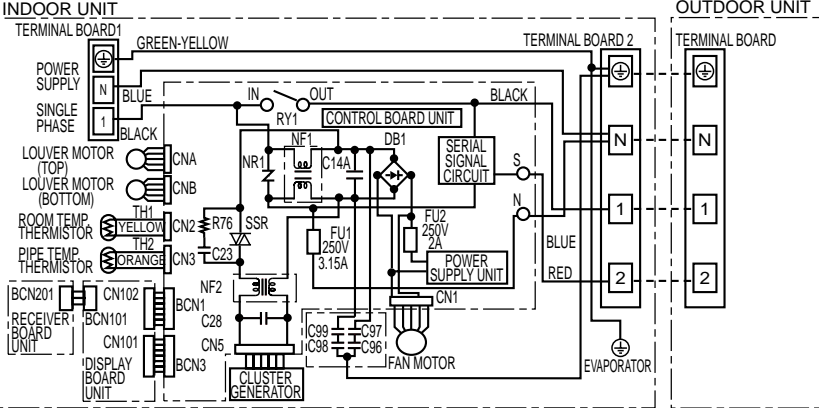 INDOOR UNIT
OUTDOOR UNIT
TERMINAL BOARD1
GREEN-YELLOW
TERMINAL BOARD 2
TERMINAL BOARD
POWER
SUPPLY
N
BLUE
SINGLE
PHASE
1
BLACK
IN
OUT
RY1
BLACK
CONTROL BOARD UNIT
NF1
DB1
NR1
C14A
SERIAL
SIGNAL
CIRCUIT
S
N
N
N
LOUVER MOTOR
(TOP)
CNA
LOUVER MOTOR
(BOTTOM)
CNB
ROOM TEMP.
THERMISTOR
TH1
YELLOW
CN2
R76
SSR
FU1
250V
3.15A
FU2
250V
2A
1
1
BLUE
PIPE TEMP.
THERMISTOR
TH2
ORANGE
CN3
C23
POWER
SUPPLY UNIT
RED
2
2
NF2
CN1
BCN201
CN102
BCN1
RECEIVER
BOARD
UNIT
BCN101
C28
C99
C98
C97
C96
CN101
BCN3
CN5
FAN MOTOR
EVAPORATOR
DISPLAY
BOARD
UNIT
CLUSTER
GENERATOR